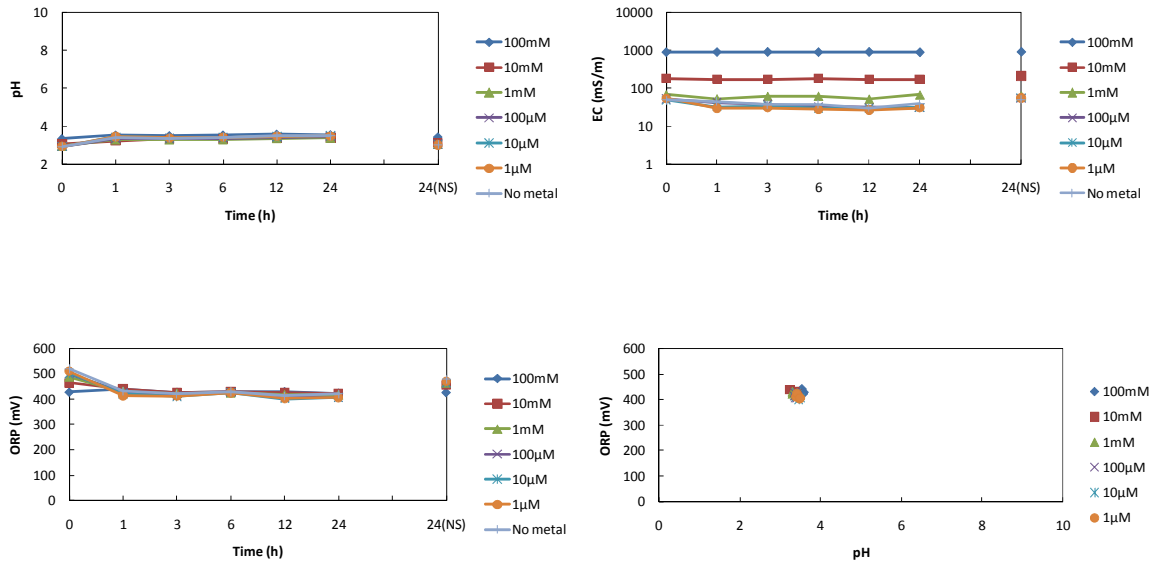 10
8
6
4
2
pH
0
1
3
6
12
24
24(NS)
Time (h)
100mM
10mM
1mM
100μM
10μM
1μM
No metal
10000
1000
100
10
1
EC (mS/m)
0
1
3
6
12
24
24(NS)
Time (h)
100mM
10mM
1mM
100μM
10μM
1μM
No metal
600
500
400
300
200
100
0
ORP (mV)
0
1
3
6
12
24
24(NS)
Time (h)
100mM
10mM
1mM
100μM
10μM
1μM
No metal
600
500
400
300
200
100
0
ORP (mV)
0
2
4
6
8
10
pH
100mM
10mM
1mM
100μM
10μM
1μM